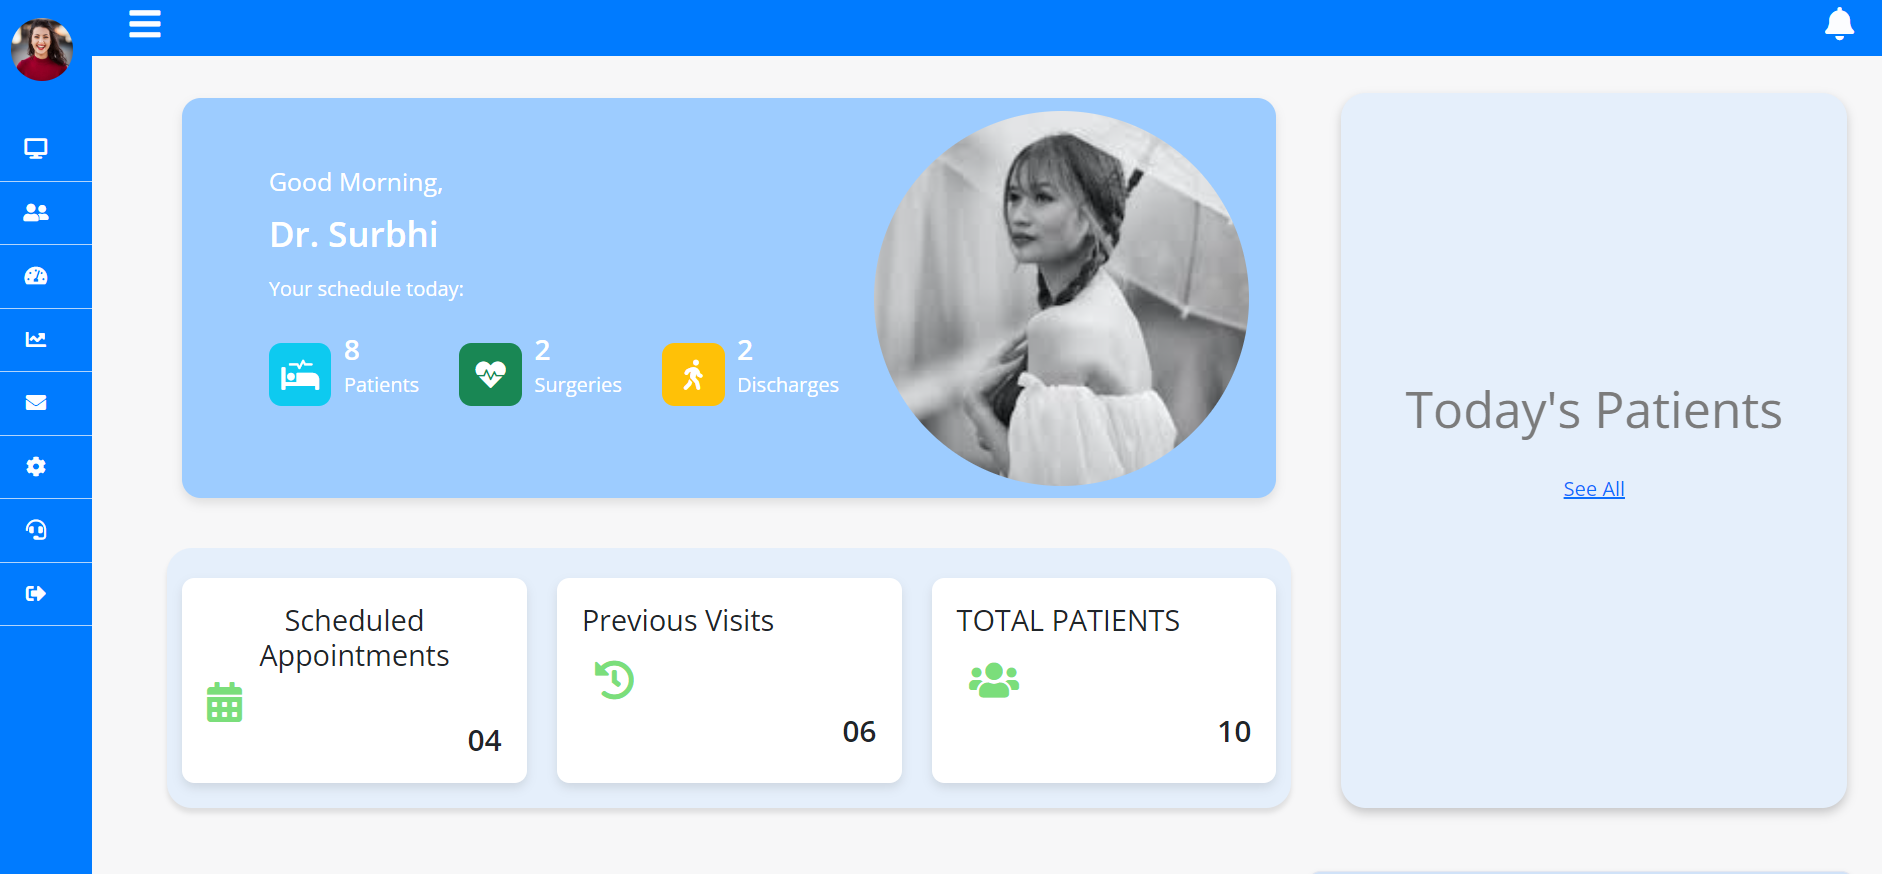 Good Morning,
Dr. Surbhi
Your schedule today:
8
Patients
2
Surgeries
2
Discharges
Today's Patients
See All
Scheduled
Appointments
04
Previous Visits
06
TOTAL PATIENTS
10